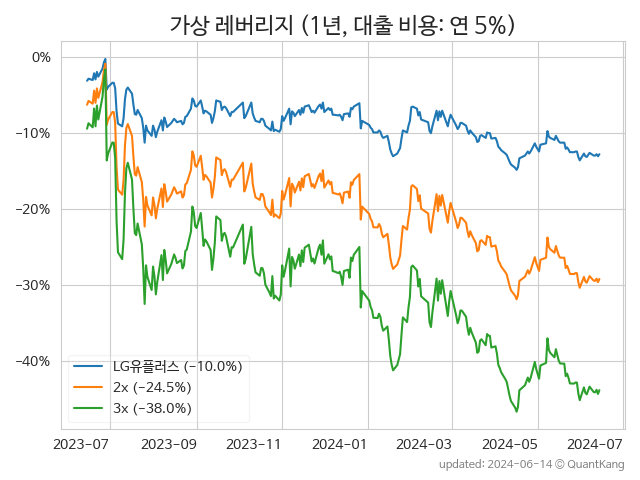 가상 레버리지 (1년, 대출 비용: 연 5%)
0%
−10%
−20%
−30%
−40%
LG유플러스 (−10.0%)
2x (−24.5%)
3x (−38.0%)
2023−07 2023−09 2023−11 2024−01 2024−03 2024−05 2024−07
updated: 2024−06−14 ⓒ QuantKang